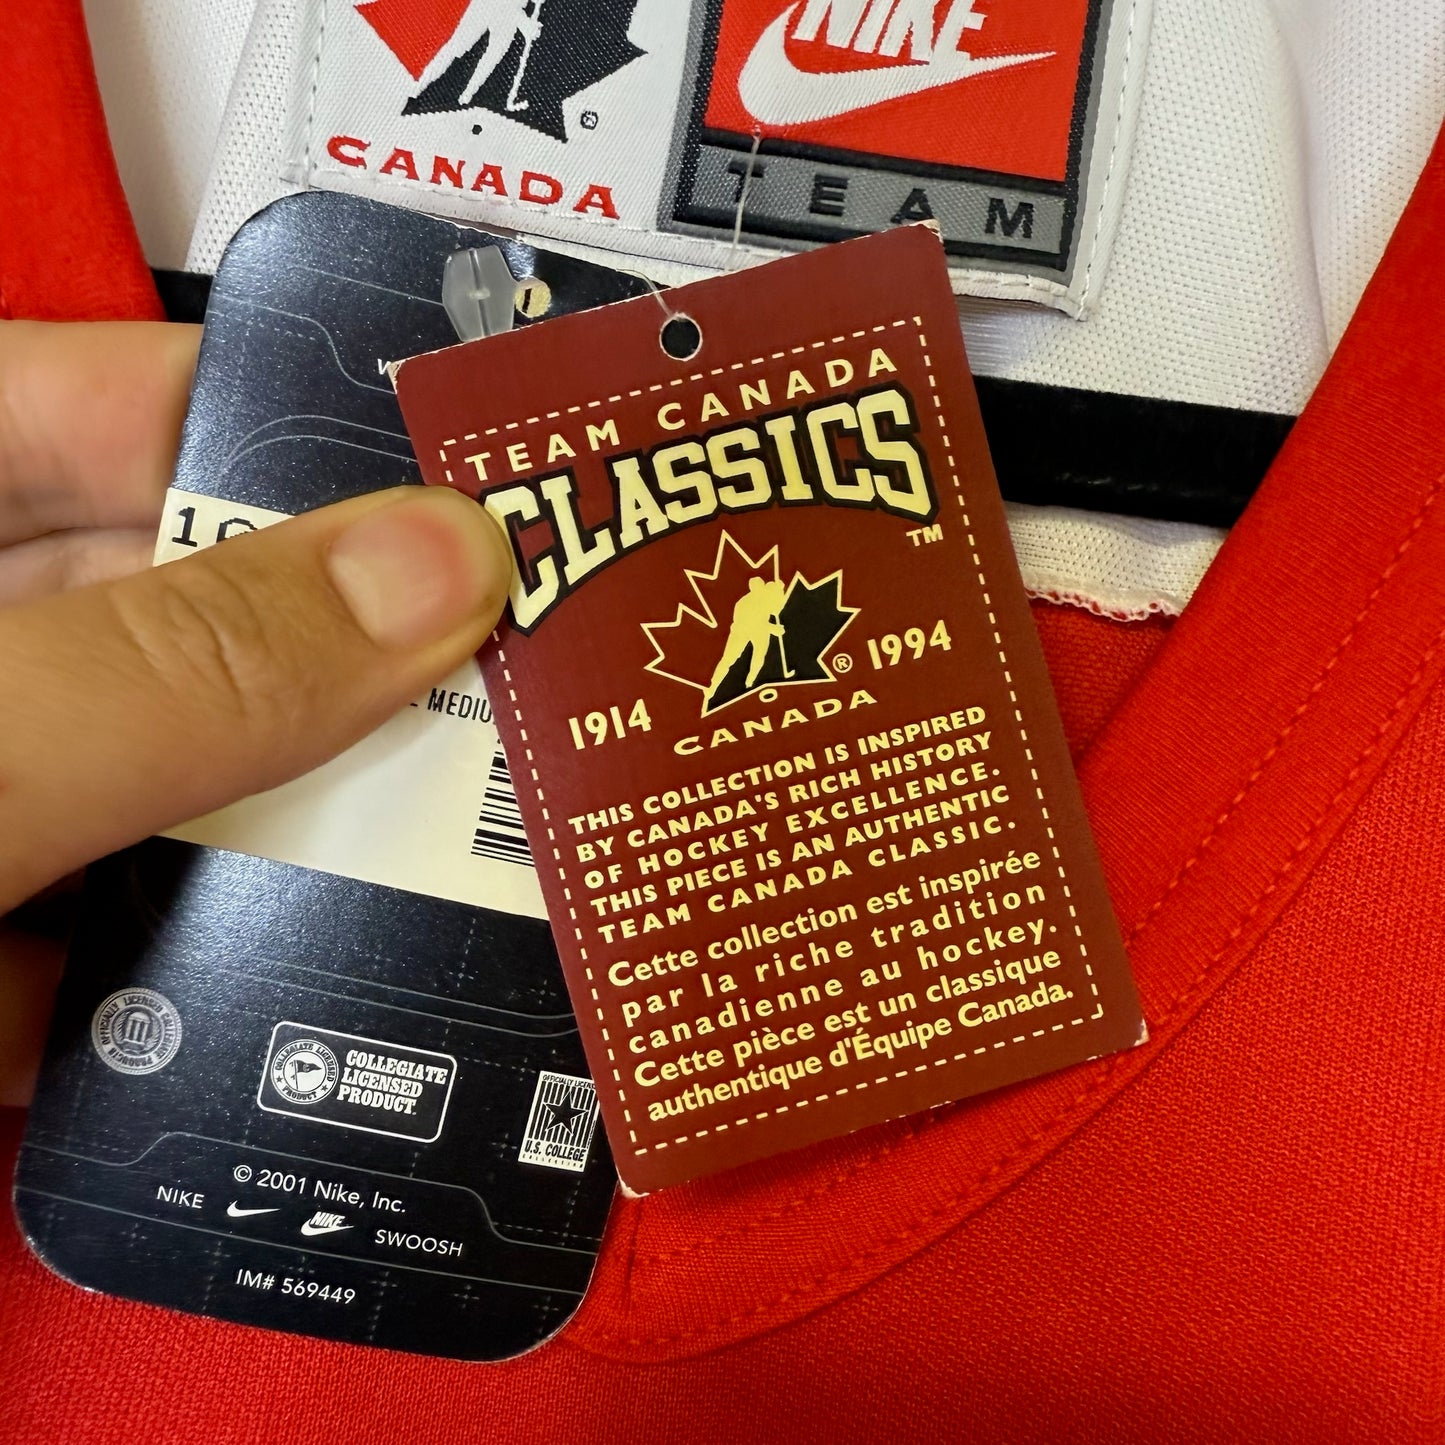 CANADA
®
NIKE
TEAM
TEAM CANADA
CLASSICS
TM
®
1914
1994
CANADA
THIS COLLECTION IS INSPIRED
BY CANADA'S RICH HISTORY
OF HOCKEY EXCELLENCE.
THIS PIECE IS AN AUTHENTIC
TEAM CANADA CLASSIC.
Cette collection est inspirée
par la riche tradition
canadienne au hockey.
Cette pièce est un classique
authentique d'Équipe Canada.
COLLEGIATE
LICENSED
PRODUCT
OFFICIALLY LICENSED
U.S. COLLEGE
© 2001 Nike, Inc.
NIKE
NIKE
SWOOSH
IM# 569449